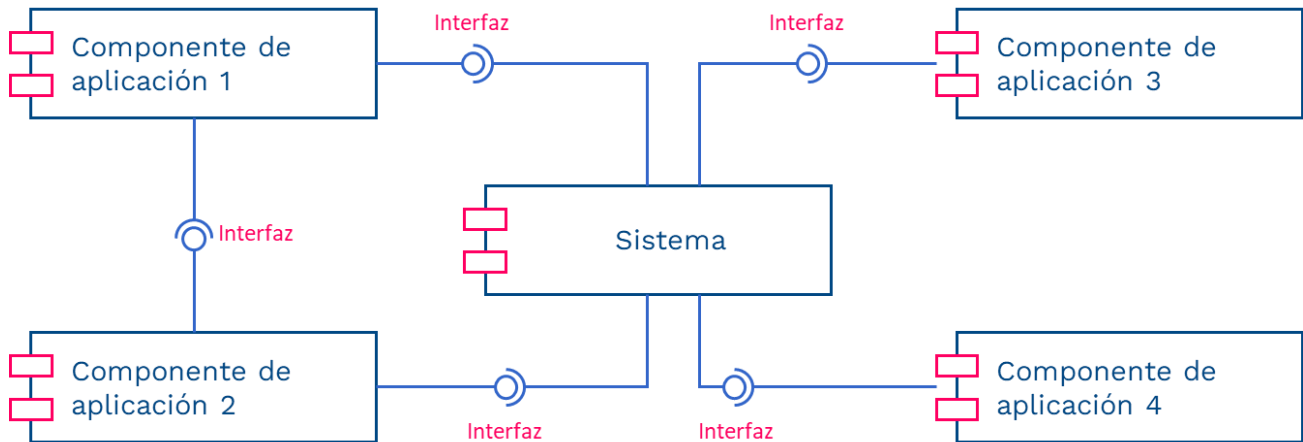 Interfaz
Interfaz
Componente de
aplicación 1
Componente de
aplicación 3
Interfaz
Sistema
Componente de
aplicación 2
Componente de
aplicación 4
Interfaz
Interfaz